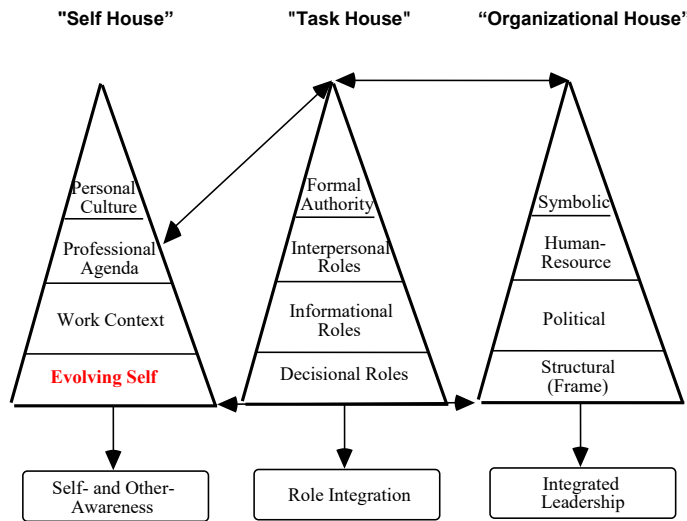 "Self House”
"Task House"
“Organizational House”
Personal
Culture
Professional
Agenda
Work Context
Evolving Self
Formal
Authority
Interpersonal
Roles
Informational
Roles
Decisional Roles
Symbolic
Human-
Resource
Political
Structural
(Frame)
Self- and Other-
Awareness
Role Integration
Integrated
Leadership